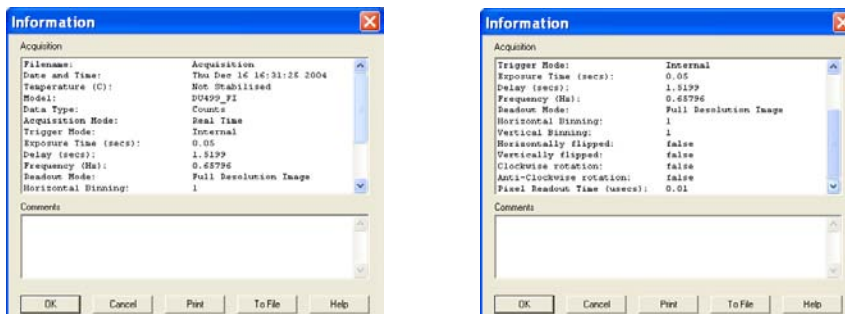 Information
Acquisition
Filename: Acquisition
Date and Time: Thu Dec 16 16:31:25 2004
Temperature (C): Not Stabilised
Model: DU499_FI
Data Type: Counts
Acquisition Mode: Real Time
Trigger Mode: Internal
Exposure Time (secs): 0.05
Delay (secs): 1.5199
Frequency (Hz): 0.65796
Readout Mode: Full Resolution Image
Horizontal Binning: 1
Comments
OK Cancel Print To File Help
Information
Acquisition
Trigger Mode: Internal
Exposure Time (secs): 0.05
Delay (secs): 1.5199
Frequency (Hz): 0.65796
Readout Mode: Full Resolution Image
Horizontal Binning: 1
Vertical Binning: 1
Horizontally flipped: false
Vertically flipped: false
Clockwise rotation: false
Anti-Clockwise rotation: false
Pixel Readout Time (usecs): 0.01
Comments
OK Cancel Print To File Help